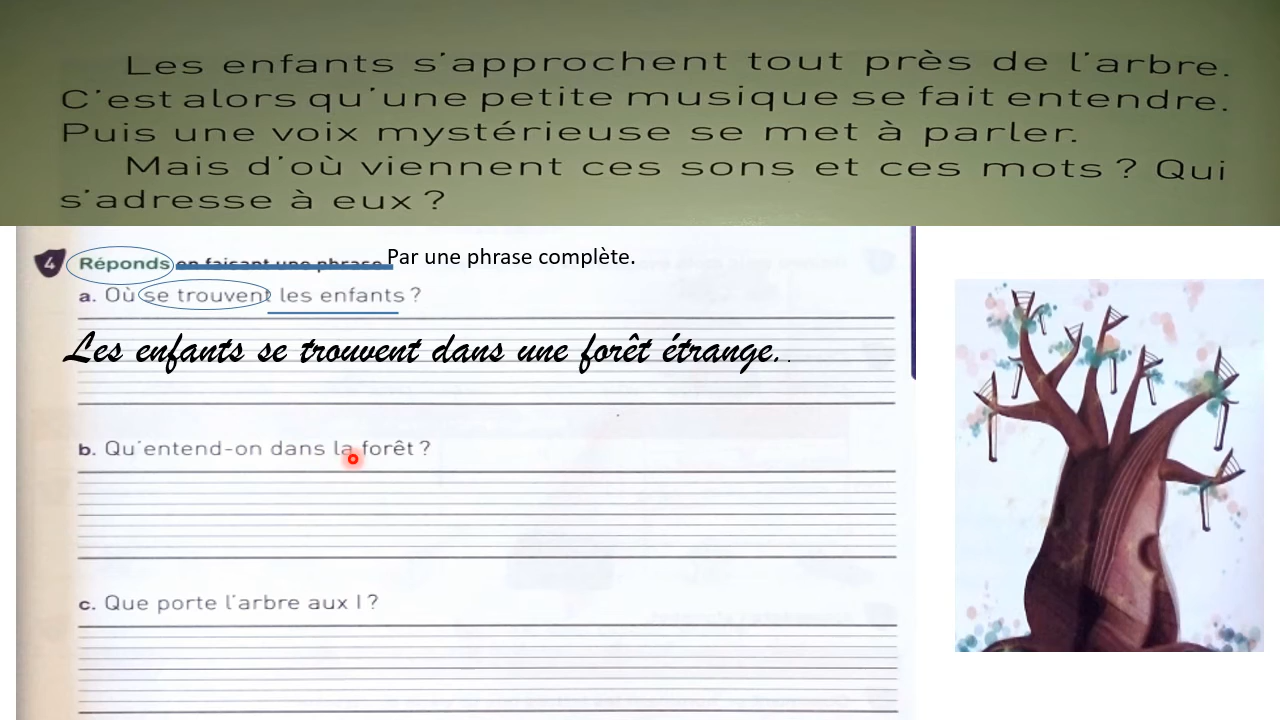 Les enfants s'approchent tout près de l'arbre.
C'est alors qu'une petite musique se fait entendre.
Puis une voix mystérieuse se met à parler.
Mais d'où viennent ces sons et ces mots ? Qui
s'adresse à eux ?
4 Réponds en faisant une phrase. Par une phrase complète.
a. Où se trouvent les enfants ?
Les enfants se trouvent dans une forêt étrange. .
b. Qu'entend-on dans la forêt ?
c. Que porte l'arbre aux I ?